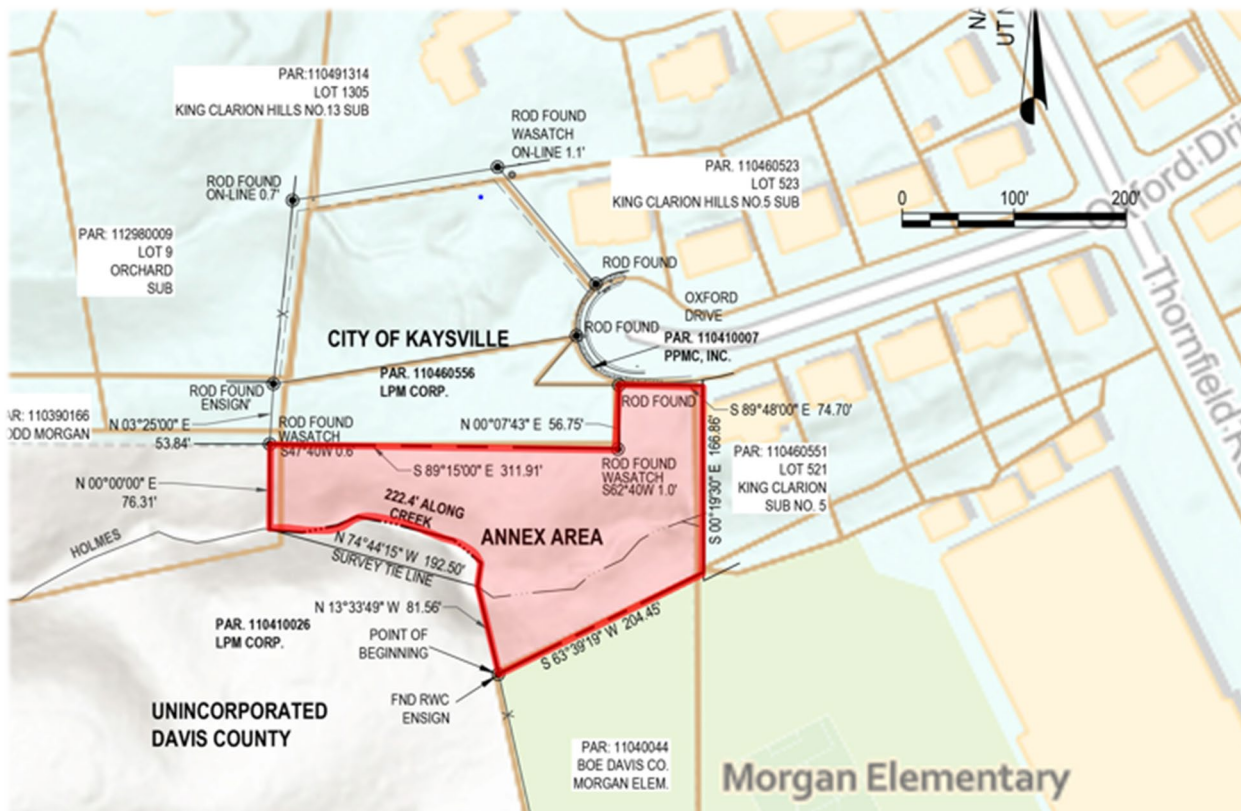 NA
UT N
PAR:110491314
LOT 1305
KING CLARION HILLS NO.13 SUB
ROD FOUND
WASATCH
ON-LINE 1.1'
PAR. 110460523
LOT 523
KING CLARION HILLS NO.5 SUB
ROD FOUND
ON-LINE 0.7'
0 100' 200'
Oxford Dri
PAR: 112980009
LOT 9
ORCHARD
SUB
ROD FOUND
OXFORD
DRIVE
Thornfield R
CITY OF KAYSVILLE
ROD FOUND
PAR. 110410007
PPMC, INC.
PAR. 110460556
LPM CORP.
ROD FOUND
ENSIGN'
ROD FOUND
S 89°48'00" E 74.70'
AR: 110390166
ODD MORGAN
N 03°25'00" E
53.84'
ROD FOUND
WASATCH
S47°40W 0.6
N 00°07'43" E 56.75'
S 89°15'00" E 311.91'
ROD FOUND
WASATCH
S62°40W 1.0'
S 00°19'30" E 166.86'
PAR: 110460551
LOT 521
KING CLARION
SUB NO. 5
N 00°00'00" E
76.31'
222.4' ALONG
CREEK
ANNEX AREA
HOLMES
N 74°44'15" W 192.50'
SURVEY TIE LINE
N 13°33'49" W 81.56'
S 63°39'19" W 204.45'
PAR. 110410026
LPM CORP.
POINT OF
BEGINNING
FND RWC
ENSIGN
UNINCORPORATED
DAVIS COUNTY
PAR: 11040044
BOE DAVIS CO.
MORGAN ELEM.
Morgan Elementary